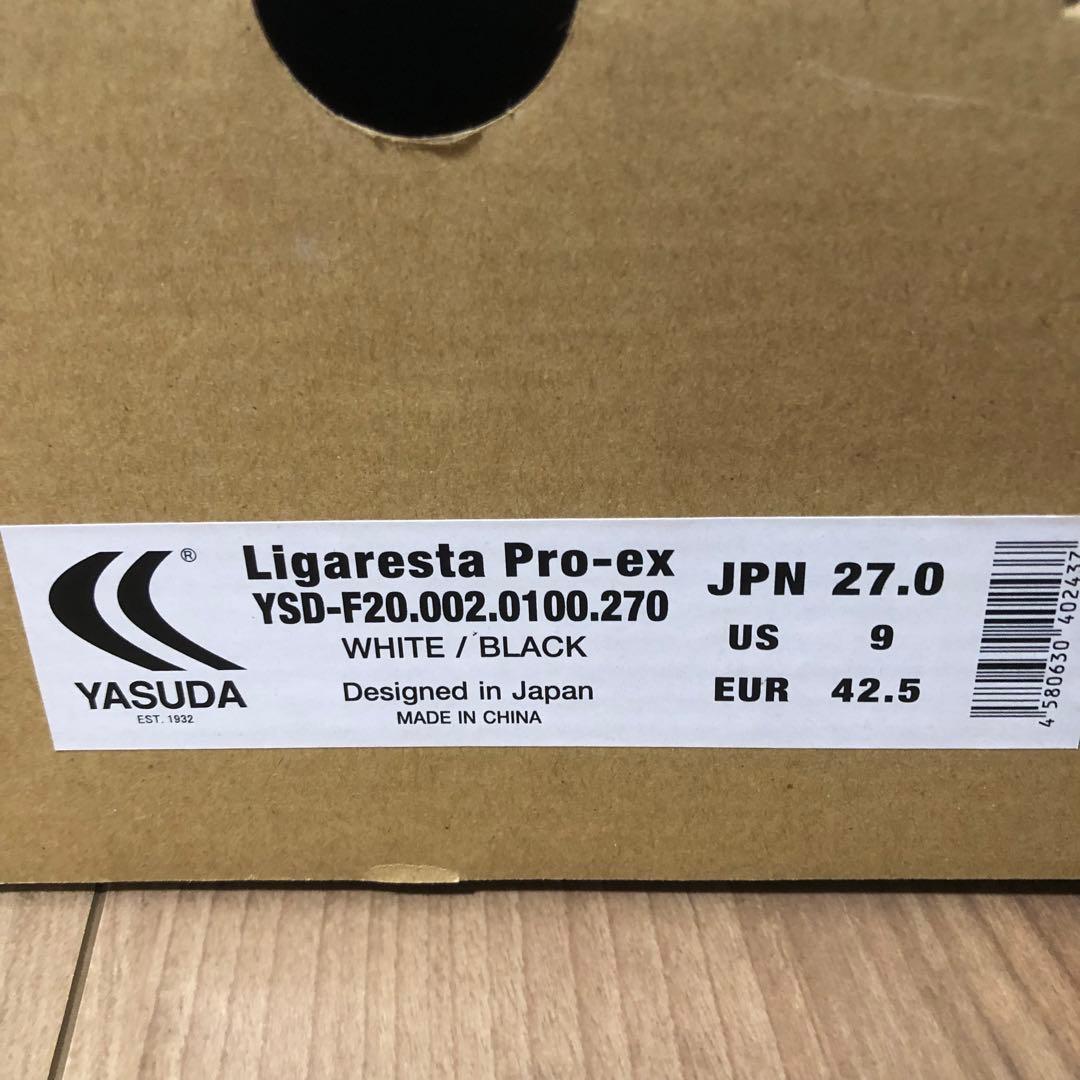 ®
YASUDA
EST. 1932
Ligaresta Pro-ex
YSD-F20.002.0100.270
WHITE / BLACK
Designed in Japan
MADE IN CHINA
JPN 27.0
US 9
EUR 42.5
4 580630 402437